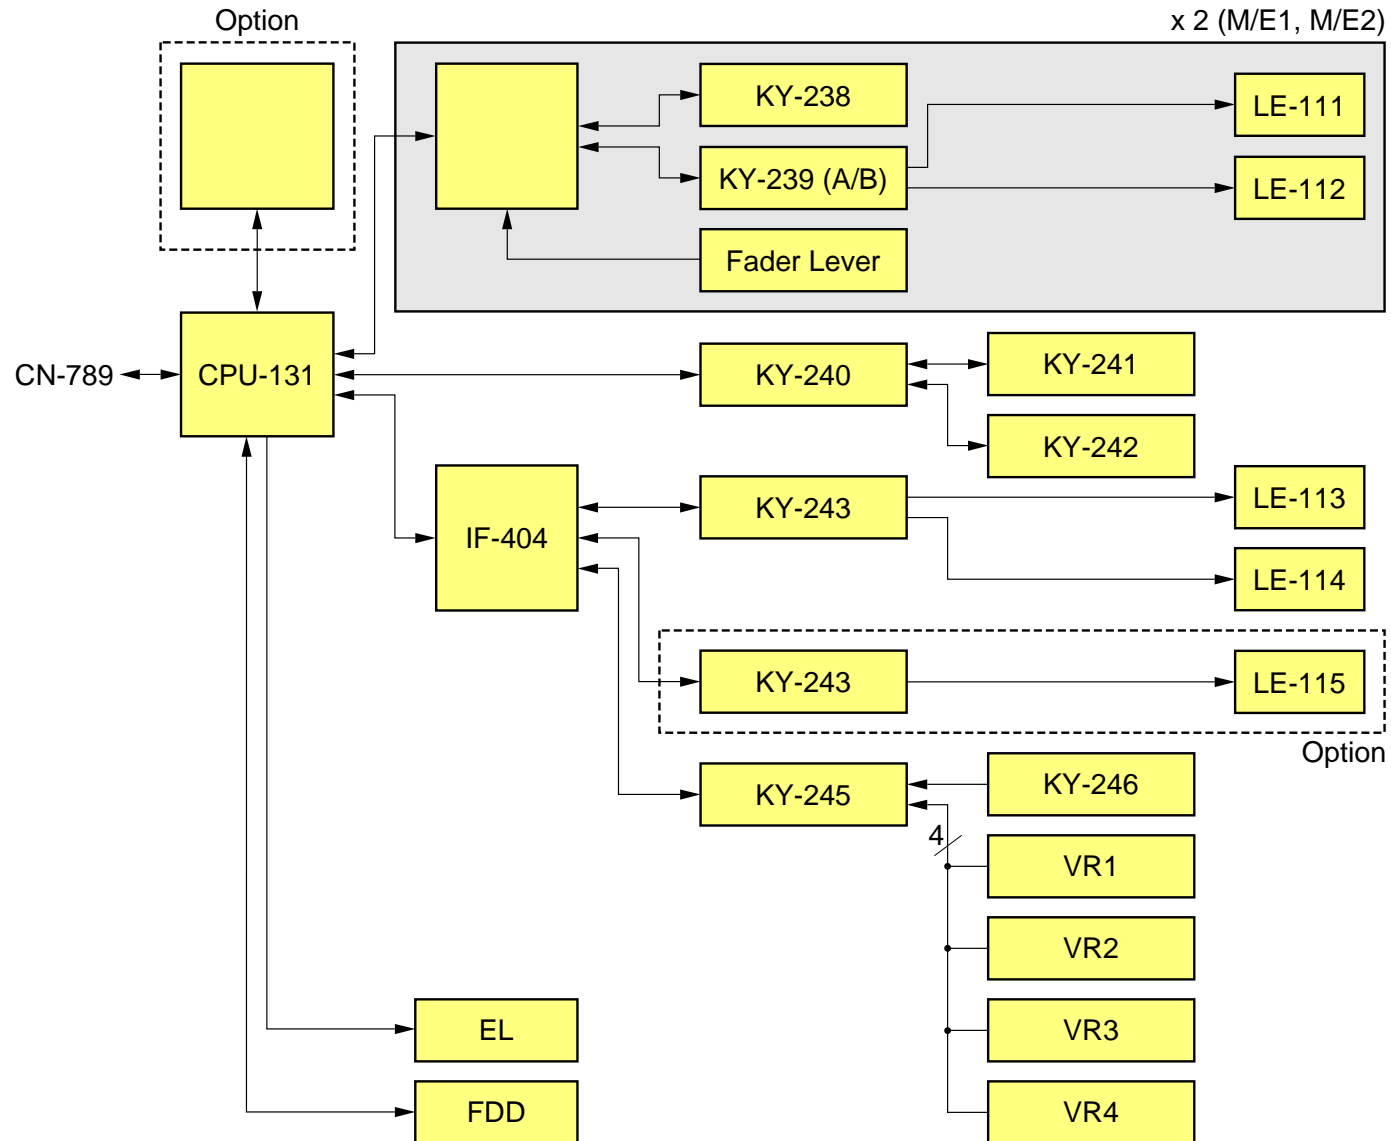 Option
x 2 (M/E1, M/E2)
KY-238
LE-111
KY-239 (A/B)
LE-112
Fader Lever
CN-789
CPU-131
KY-240
KY-241
KY-242
IF-404
KY-243
LE-113
LE-114
KY-243
LE-115
Option
KY-245
KY-246
4
VR1
VR2
EL
VR3
FDD
VR4